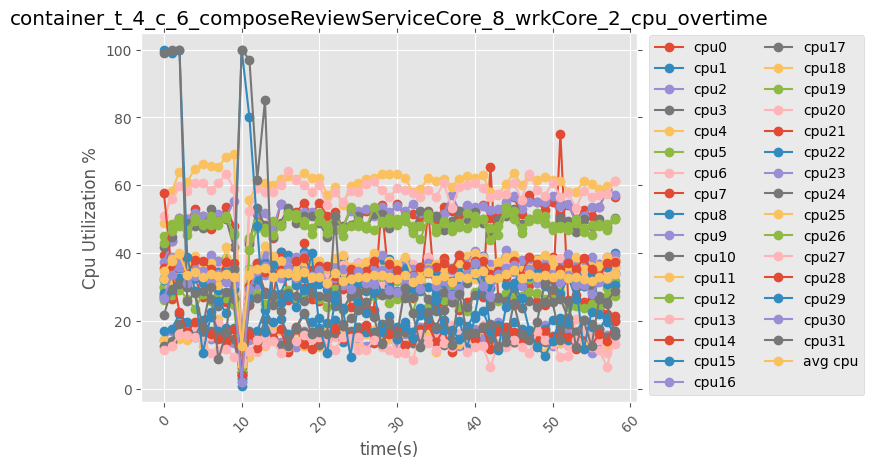 container_t_4_c_6_composeReviewServiceCore_8_wrkCore_2_cpu_overtime
100
80
60
40
20
0
Cpu Utilization %
0
10
20
30
40
50
60
time(s)
cpu0
cpu1
cpu2
cpu3
cpu4
cpu5
cpu6
cpu7
cpu8
cpu9
cpu10
cpu11
cpu12
cpu13
cpu14
cpu15
cpu16
cpu17
cpu18
cpu19
cpu20
cpu21
cpu22
cpu23
cpu24
cpu25
cpu26
cpu27
cpu28
cpu29
cpu30
cpu31
avg cpu